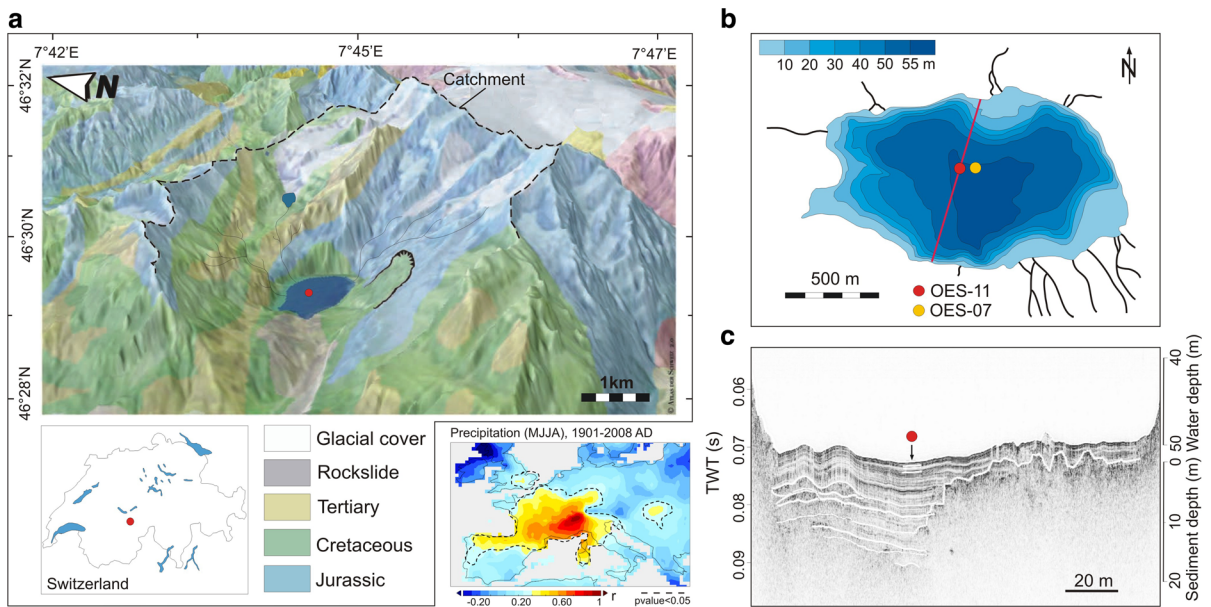 a
7°42'E
7°45'E
7°47'E
46°32'N
46°30'N
46°28'N
N
Catchment
1km
Switzerland
Glacial cover
Rockslide
Tertiary
Cretaceous
Jurassic
Precipitation (MJJA), 1901-2008 AD
-0.20 0.20 0.60 1 r
pvalue<0.05
b
10 20 30 40 50 55 m
N
500 m
OES-11
OES-07
c
TWT (s)
0.06
0.07
0.08
0.09
40
50
Water depth (m)
0
10
20
Sediment depth (m)
20 m